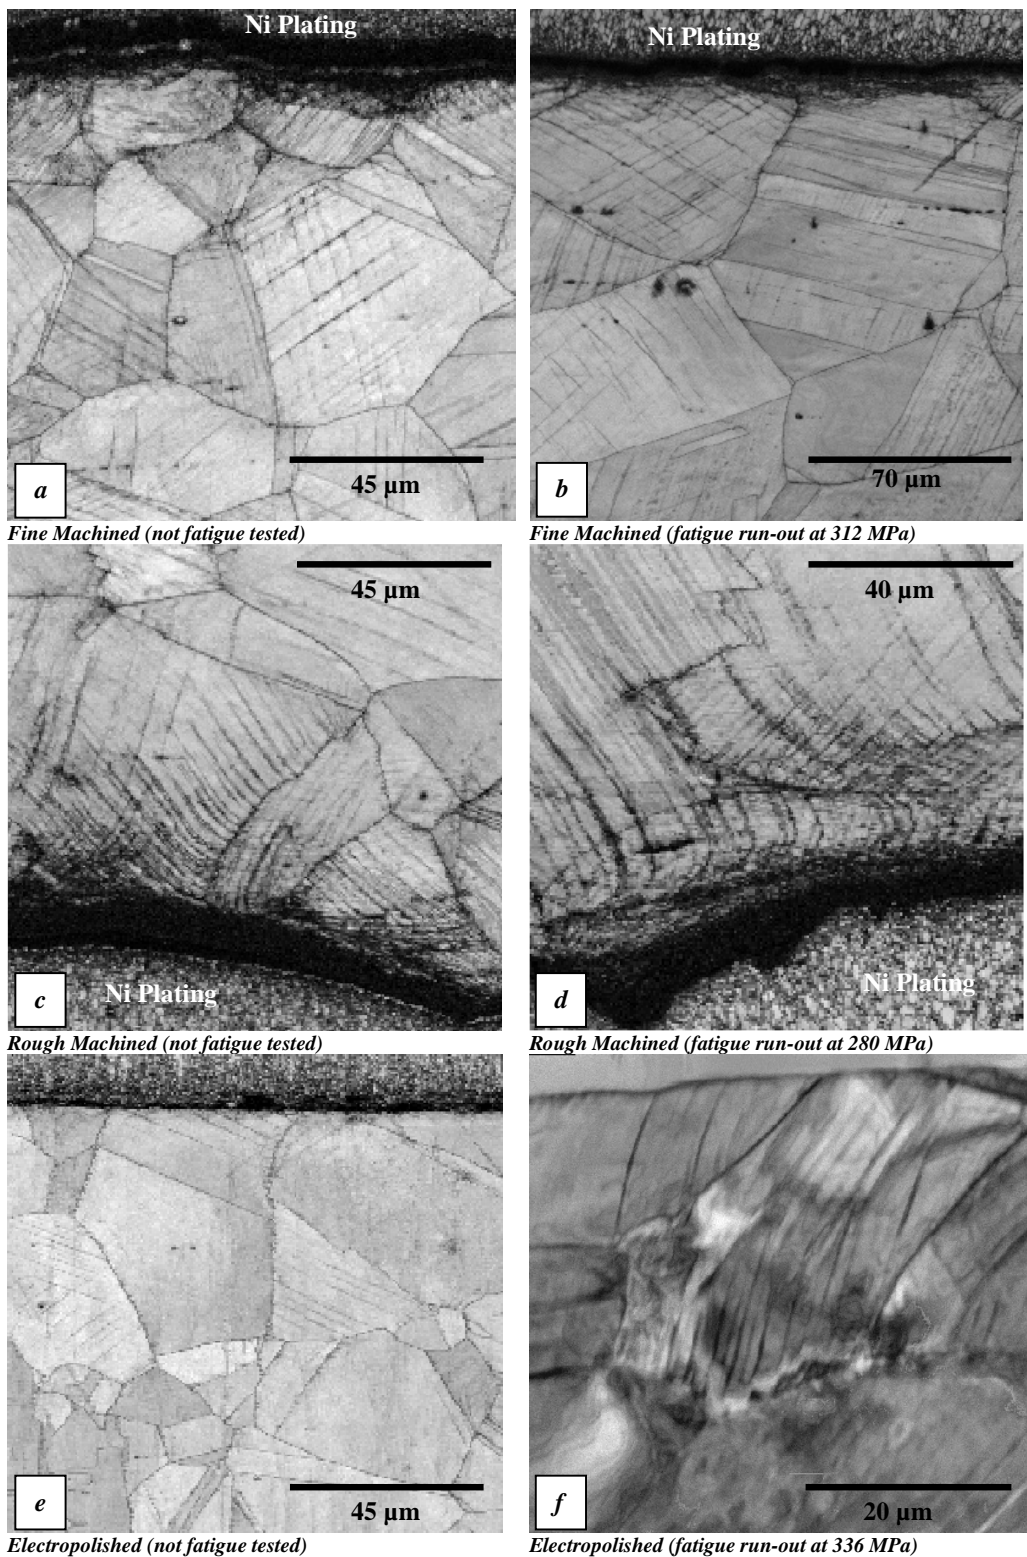 Ni Plating
Ni Plating
a
45 µm
b
70 µm
Fine Machined (not fatigue tested)
Fine Machined (fatigue run-out at 312 MPa)
45 µm
40 µm
c
Ni Plating
d
Ni Plating
Rough Machined (not fatigue tested)
Rough Machined (fatigue run-out at 280 MPa)
e
45 µm
f
20 µm
Electropolished (not fatigue tested)
Electropolished (fatigue run-out at 336 MPa)